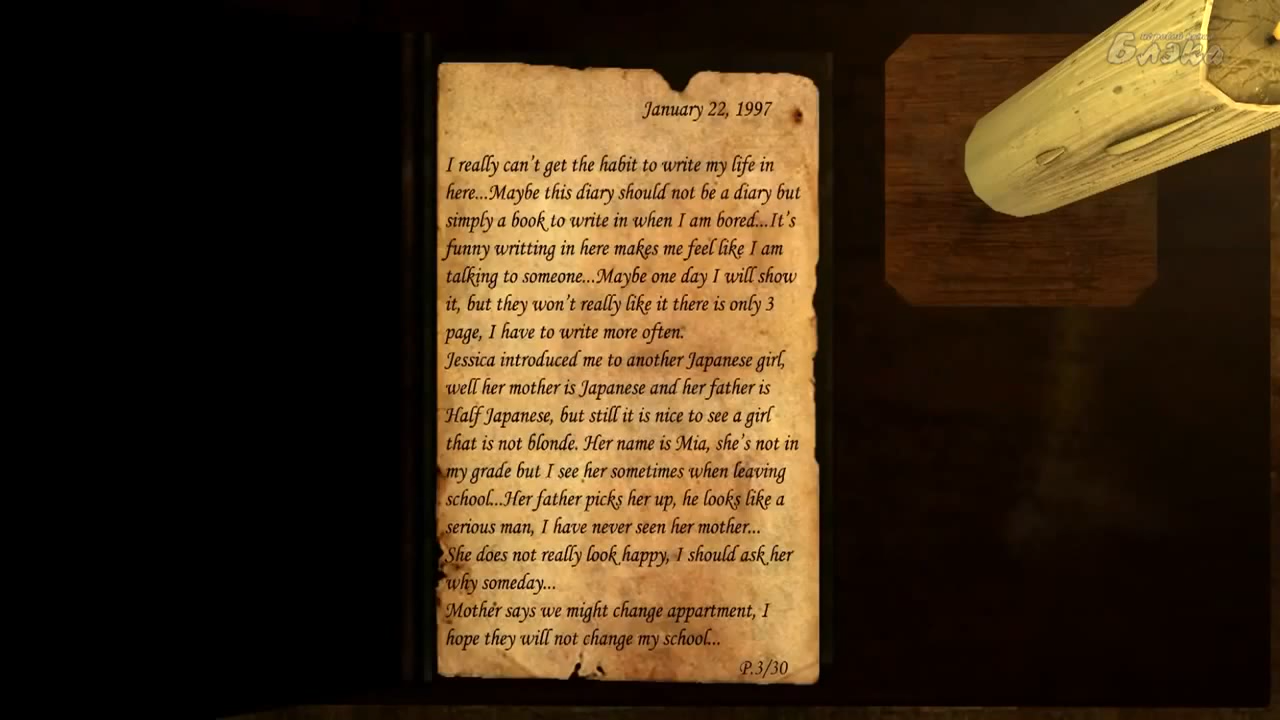 Блэки
January 22, 1997
I really can't get the habit to write my life in
here...Maybe this diary should not be a diary but
simply a book to write in when I am bored...It's
funny writting in here makes me feel like I am
talking to someone...Maybe one day I will show
it, but they won't really like it there is only 3
page, I have to write more often.
Jessica introduced me to another Japanese girl,
well her mother is Japanese and her father is
Half Japanese, but still it is nice to see a girl
that is not blonde. Her name is Mia, she's not in
my grade but I see her sometimes when leaving
school...Her father picks her up, he looks like a
serious man, I have never seen her mother...
She does not really look happy, I should ask her
why someday...
Mother says we might change appartment, I
hope they will not change my school...
P.3/30